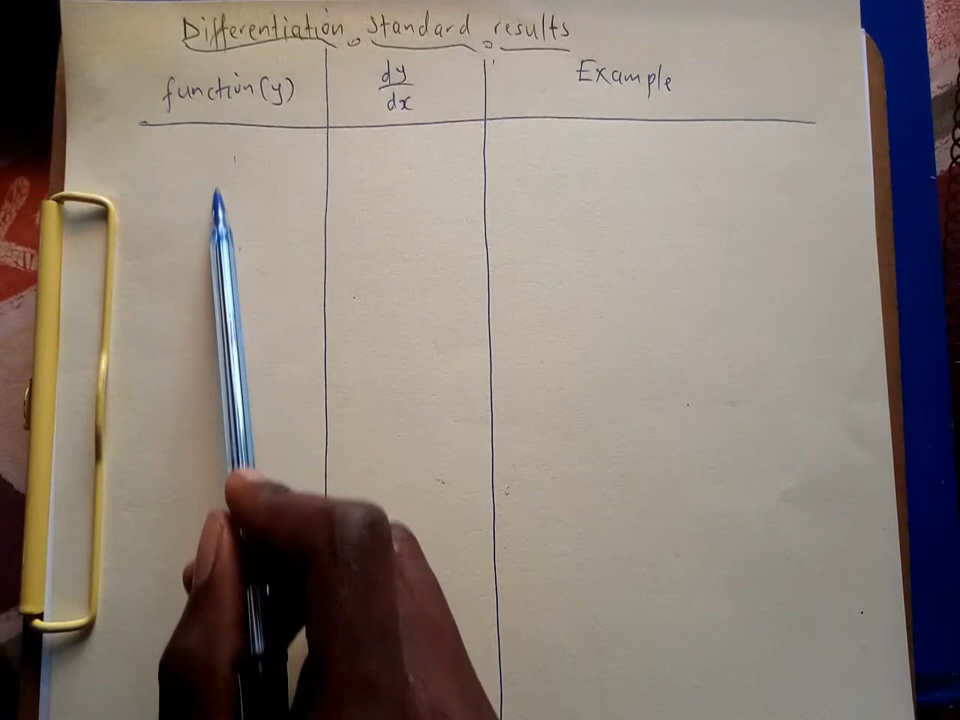 Differentiation standard results
function(y) dy/dx Example